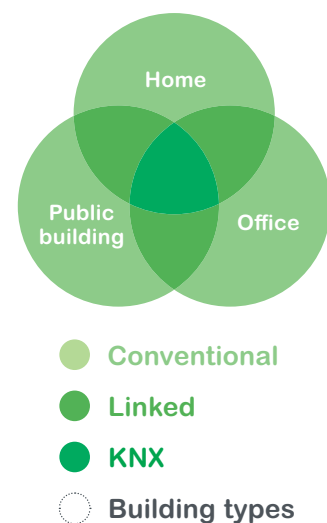 Home
Public
building
Office
Conventional
Linked
KNX
Building types